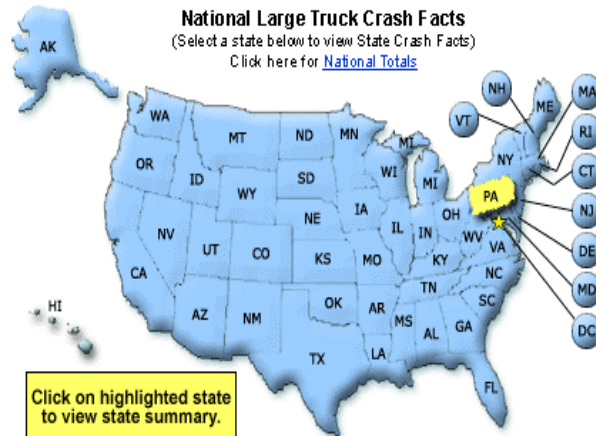 National Large Truck Crash Facts
(Select a state below to view State Crash Facts)
Click here for National Totals
AK
WA
MT
ND
MN
MI
VT
NH
ME
MA
RI
CT
NJ
DE
MD
DC
OR
ID
WY
SD
WI
MI
NY
PA
NE
IA
IL
IN
OH
WV
VA
NV
UT
CO
KS
MO
KY
NC
CA
AZ
NM
OK
AR
TN
SC
MS
AL
GA
TX
LA
FL
HI
Click on highlighted state
to view state summary.